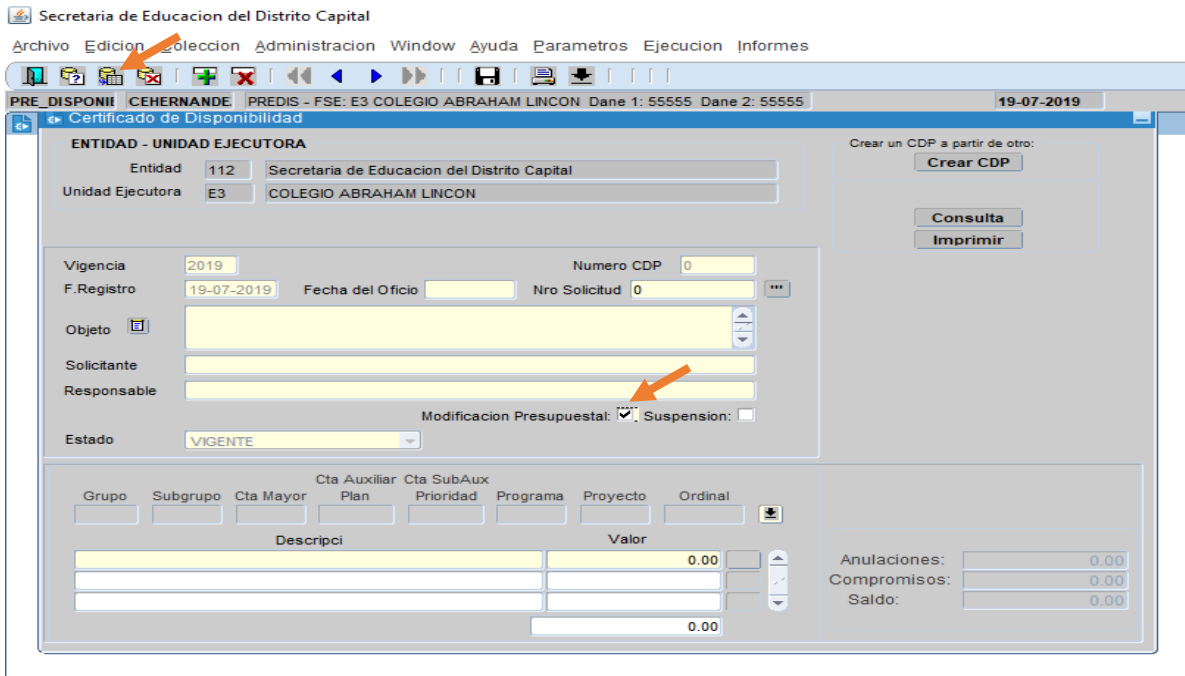 Secretaria de Educacion del Distrito Capital
Archivo Edicion Coleccion Administracion Window Ayuda Parametros Ejecucion Informes
PRE_DISPONII CEHERNANDE PREDIS - FSE: E3 COLEGIO ABRAHAM LINCON Dane 1: 55555 Dane 2: 55555 19-07-2019
Certificado de Disponibilidad
ENTIDAD - UNIDAD EJECUTORA
Crear un CDP a partir de otro:
Entidad 112 Secretaria de Educacion del Distrito Capital
Crear CDP
Unidad Ejecutora E3 COLEGIO ABRAHAM LINCON
Consulta
Imprimir
Vigencia 2019 Numero CDP 0
F.Registro 19-07-2019 Fecha del Oficio Nro Solicitud 0 ...
Objeto
Solicitante
Responsable
Modificacion Presupuestal: Suspension:
Estado VIGENTE
Cta Auxiliar Cta SubAux
Grupo Subgrupo Cta Mayor Plan Prioridad Programa Proyecto Ordinal
Descripci Valor
0.00 Anulaciones: 0.00
Compromisos: 0.00
Saldo: 0.00
0.00